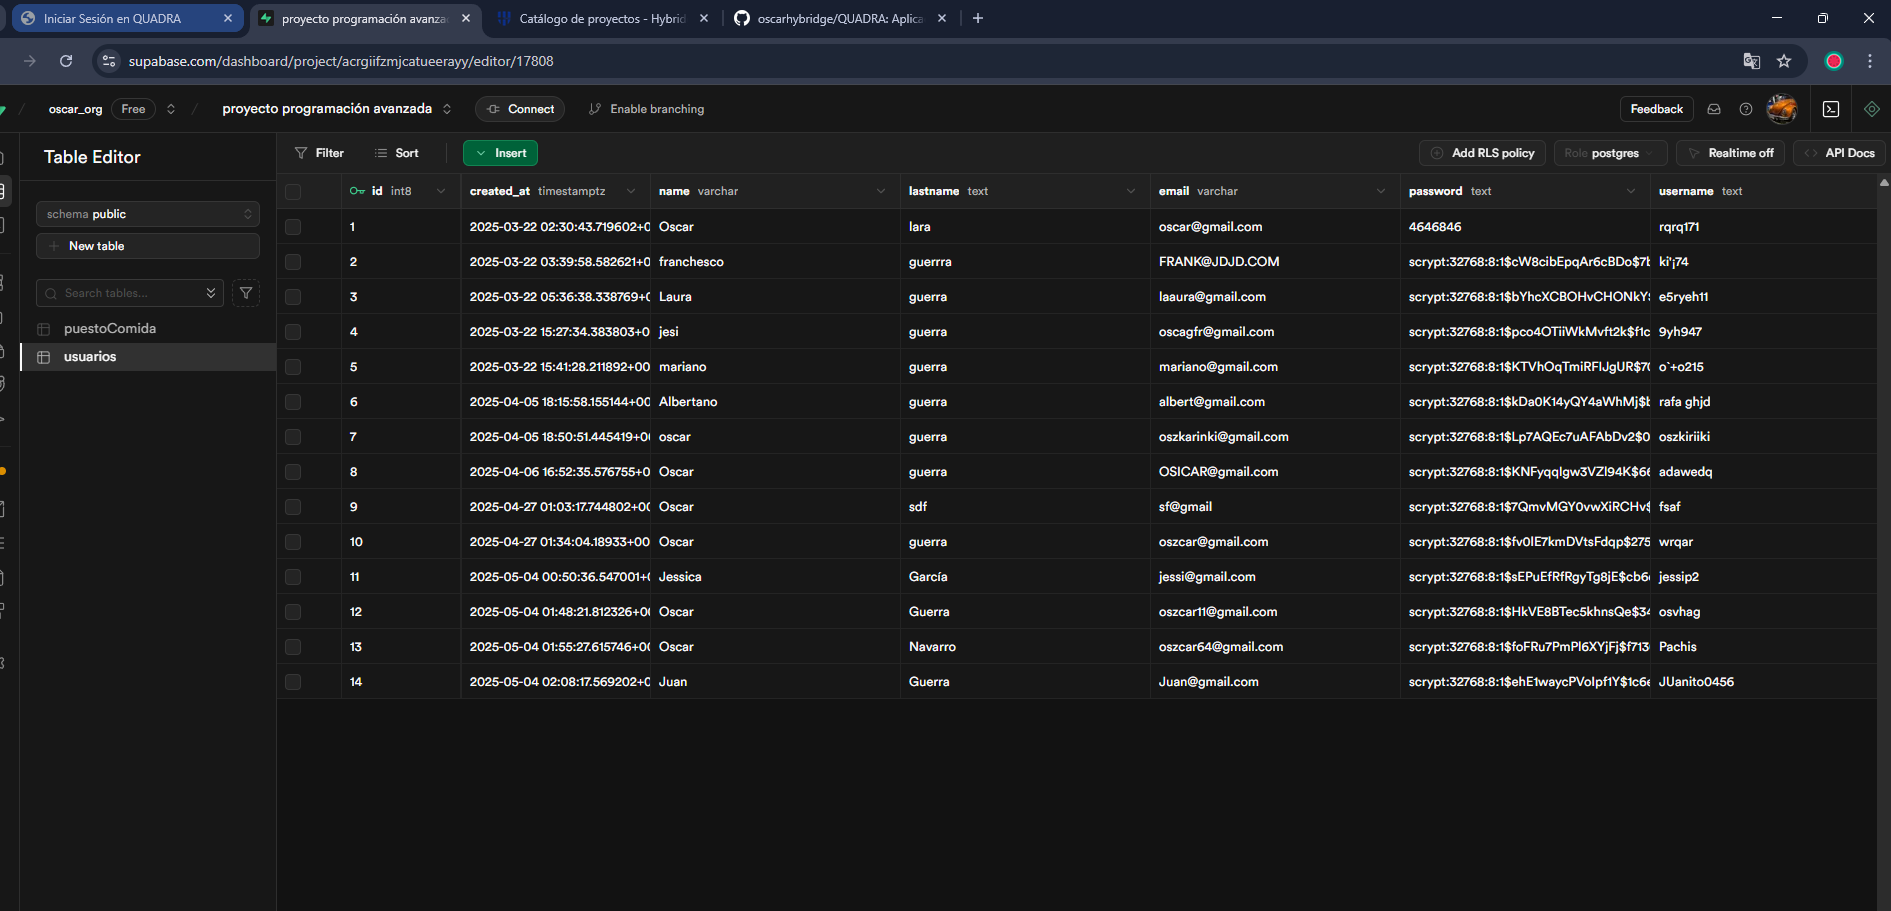 Iniciar Sesión en QUADRA
proyecto programación avanza
Catálogo de proyectos - Hybrid
oscarhybridge/QUADRA: Aplica
supabase.com/dashboard/project/acrgiifzmjcatueerayy/editor/17808
oscar_org Free proyecto programación avanzada Connect Enable branching Feedback
Table Editor Filter Sort Insert Add RLS policy Role postgres Realtime off API Docs
schema public
New table
Search tables...
puestoComida
usuarios
id int8 created_at timestamptz name varchar lastname text email varchar password text username text
1 2025-03-22 02:30:43.719602+0 Oscar lara oscar@gmail.com 4646846 rqrq171
2 2025-03-22 03:39:58.582621+0 franchesco guerrra FRANK@JDJD.COM scrypt:32768:8:1$cW8cibEpqAr6cBDo$7b ki'¡74
3 2025-03-22 05:36:38.338769+0 Laura guerra laaura@gmail.com scrypt:32768:8:1$bYhcXCBOHvCHONkY$ e5ryeh11
4 2025-03-22 15:27:34.383803+0 jesi guerra oscagfr@gmail.com scrypt:32768:8:1$pco4OTiiWkMvft2k$f1c 9yh947
5 2025-03-22 15:41:28.211892+00 mariano guerra mariano@gmail.com scrypt:32768:8:1$KTVhOqTmiRFIJgUR$70 o`+o215
6 2025-04-05 18:15:58.155144+00 Albertano guerra albert@gmail.com scrypt:32768:8:1$kDa0K14yQY4aWhMj$b rafa ghjd
7 2025-04-05 18:50:51.445419+00 oscar guerra oszkarinki@gmail.com scrypt:32768:8:1$Lp7AQEc7uAFAbDv2$0 oszkiriiki
8 2025-04-06 16:52:35.576755+0 Oscar guerra OSICAR@gmail.com scrypt:32768:8:1$KNFyqqlgw3VZl94K$66 adawedq
9 2025-04-27 01:03:17.744802+00 Oscar sdf sf@gmail scrypt:32768:8:1$7QmvMGY0vwXiRCHv$ fsaf
10 2025-04-27 01:34:04.18933+00 Oscar guerra oszcar@gmail.com scrypt:32768:8:1$fv0lE7kmDVtsFdqp$275 wrqar
11 2025-05-04 00:50:36.547001+0 Jessica García jessi@gmail.com scrypt:32768:8:1$sEPuEfRfRgyTg8jE$cb6 jessip2
12 2025-05-04 01:48:21.812326+00 Oscar Guerra oszcar11@gmail.com scrypt:32768:8:1$HkVE8BTec5khnsQe$34 osvhag
13 2025-05-04 01:55:27.615746+00 Oscar Navarro oszcar64@gmail.com scrypt:32768:8:1$foFRu7PmPl6XYjFj$f713 Pachis
14 2025-05-04 02:08:17.569202+0 Juan Guerra Juan@gmail.com scrypt:32768:8:1$ehE1waycPVolpf1Y$1c6e JUanito0456